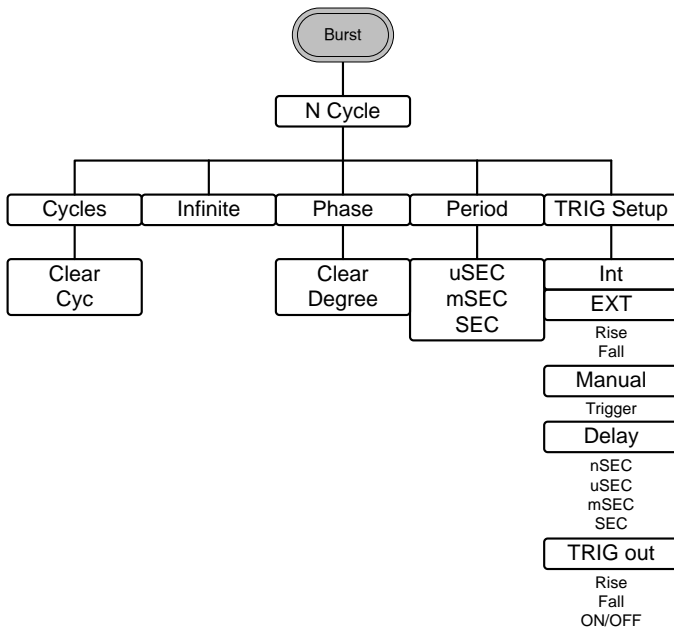 Burst
N Cycle
Cycles
Infinite
Phase
Period
TRIG Setup
Clear
Cyc
Clear
Degree
uSEC
mSEC
SEC
Int
EXT
Rise
Fall
Manual
Trigger
Delay
nSEC
uSEC
mSEC
SEC
TRIG out
Rise
Fall
ON/OFF